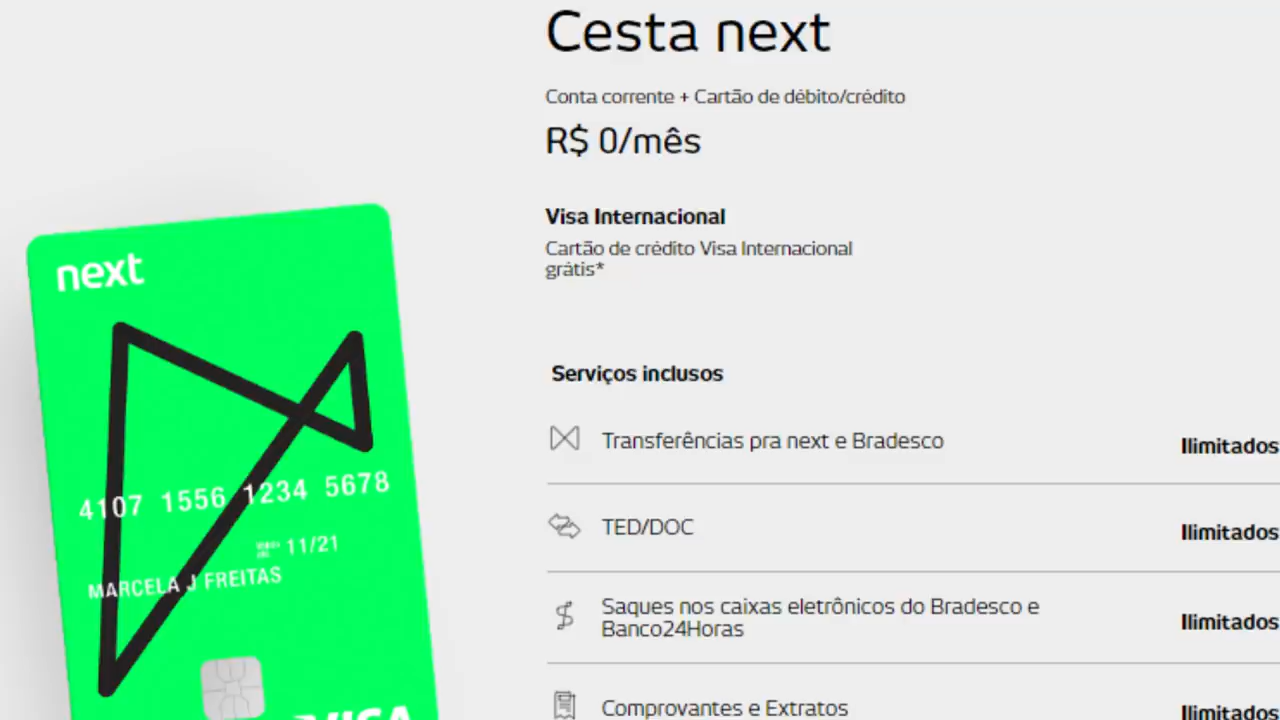 Cesta next
Conta corrente + Cartão de débito/crédito
R$ 0/mês
Visa Internacional
Cartão de crédito Visa Internacional
grátis*
Serviços inclusos
Transferências pra next e Bradesco Ilimitados
TED/DOC Ilimitados
Saques nos caixas eletrônicos do Bradesco e
Banco24Horas Ilimitados
Comprovantes e Extratos Ilimitados
next
4107 1556 1234 5678
11/21
MARCELA J FREITAS
VISA